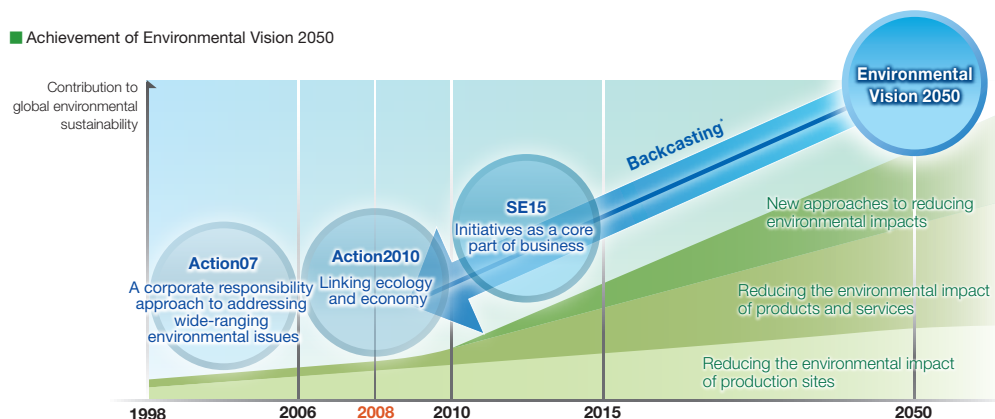 Achievement of Environmental Vision 2050
Contribution to
global environmental
sustainability
Environmental
Vision 2050
Backcasting*
SE15
Initiatives as a core
part of business
New approaches to reducing
environmental impacts
Action07
A corporate responsibility
approach to addressing
wide-ranging
environmental issues
Action2010
Linking ecology
and economy
Reducing the environmental impact
of products and services
Reducing the environmental impact
of production sites
1998
2006
2008
2010
2015
2050